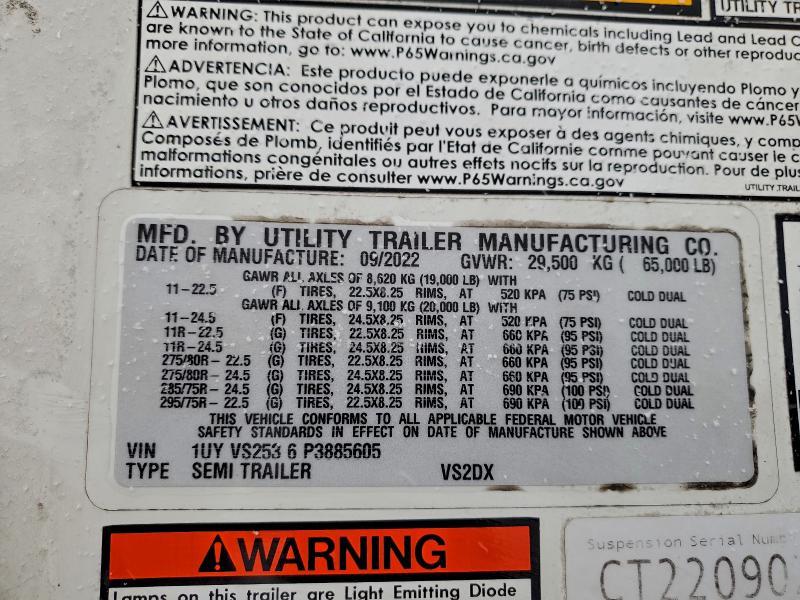 UTILITY TR
⚠WARNING: This product can expose you to chemicals including Lead and Lead C
are known to the State of California to cause cancer, birth defects or other reproduc
more information, go to: www.P65Warnings.ca.gov
⚠ADVERTENCIA: Este producto puede exponerle a químicos incluyendo Plomo y
Plomo, que son conocidos por el Estado de California como causantes de cáncer
nacimiento u otros daños reproductivos. Para mayor información, visite www.P65W
⚠AVERTISSEMENT: Ce produit peut vous exposer à des agents chimiques, y comp
Composés de Plomb, identifiés par l'Etat de Californie comme pouvant causer le c
malformations congénitales ou autres effets nocifs sur la reproduction. Pour de plus
informations, prière de consulter www.P65Warnings.ca.gov
UTILITY.TRAIL
MFD. BY UTILITY TRAILER MANUFACTURING CO.
DATE OF MANUFACTURE: 09/2022 GVWR: 29,500 KG ( 65,000 LB)
GAWR ALL AXLES OF 8,620 KG (19,000 LB) WITH
11-22.5 (F) TIRES, 22.5X8.25 RIMS, AT 520 KPA (75 PSI) COLD DUAL
GAWR ALL AXLES OF 9,100 KG (20,000 LB) WITH
11-24.5 (F) TIRES, 24.5X8.25 RIMS, AT 520 KPA (75 PSI) COLD DUAL
11R-22.5 (G) TIRES, 22.5X8.25 RIMS, AT 660 KPA (95 PSI) COLD DUAL
11R-24.5 (G) TIRES, 24.5X8.25 RIMS, AT 660 KPA (95 PSI) COLD DUAL
275/80R-22.5 (G) TIRES, 22.5X8.25 RIMS, AT 660 KPA (95 PSI) COLD DUAL
275/80R-24.5 (G) TIRES, 24.5X8.25 RIMS, AT 660 KPA (95 PSI) COLD DUAL
285/75R-24.5 (G) TIRES, 24.5X8.25 RIMS, AT 690 KPA (100 PSI) COLD DUAL
295/75R-22.5 (G) TIRES, 22.5X8.25 RIMS, AT 690 KPA (100 PSI) COLD DUAL
THIS VEHICLE CONFORMS TO ALL APPLICABLE FEDERAL MOTOR VEHICLE
SAFETY STANDARDS IN EFFECT ON DATE OF MANUFACTURE SHOWN ABOVE
VIN 1UY VS253 6 P3885605
TYPE SEMI TRAILER VS2DX
⚠WARNING
Lamps on this trailer are Light Emitting Diode
Suspension Serial Numb
CT22090